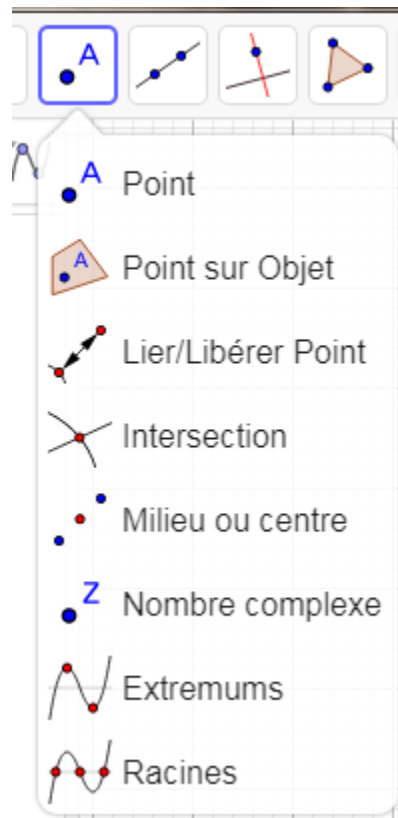 A
A
Point
A
Point sur Objet
Lier/Libérer Point
Intersection
Milieu ou centre
Z
Nombre complexe
Extremums
Racines